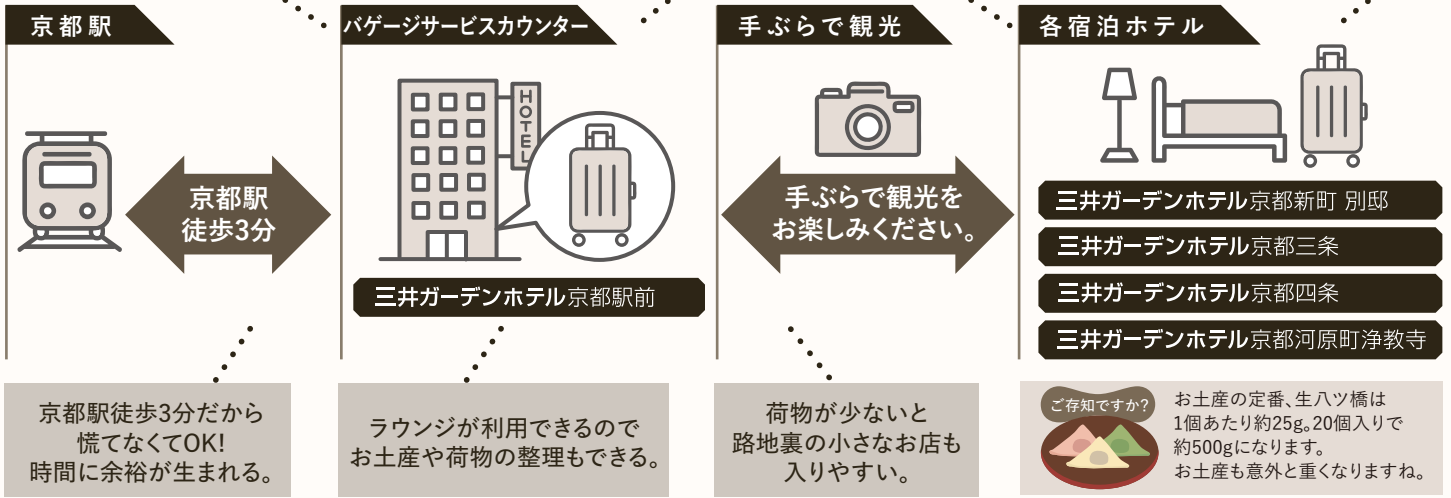 京都駅
バゲージサービスカウンター
手ぶらで観光
各宿泊ホテル
HOTEL
京都駅
徒歩3分
手ぶらで観光を
お楽しみください。
三井ガーデンホテル京都駅前
三井ガーデンホテル京都新町 別邸
三井ガーデンホテル京都三条
三井ガーデンホテル京都四条
三井ガーデンホテル京都河原町浄教寺
京都駅徒歩3分だから
慌てなくてOK!
時間に余裕が生まれる。
ラウンジが利用できるので
お土産や荷物の整理もできる。
荷物が少ないと
路地裏の小さなお店も
入りやすい。
ご存知ですか?
お土産の定番、生八ツ橋は
1個あたり約25g。20個入りで
約500gになります。
お土産も意外と重くなりますね。